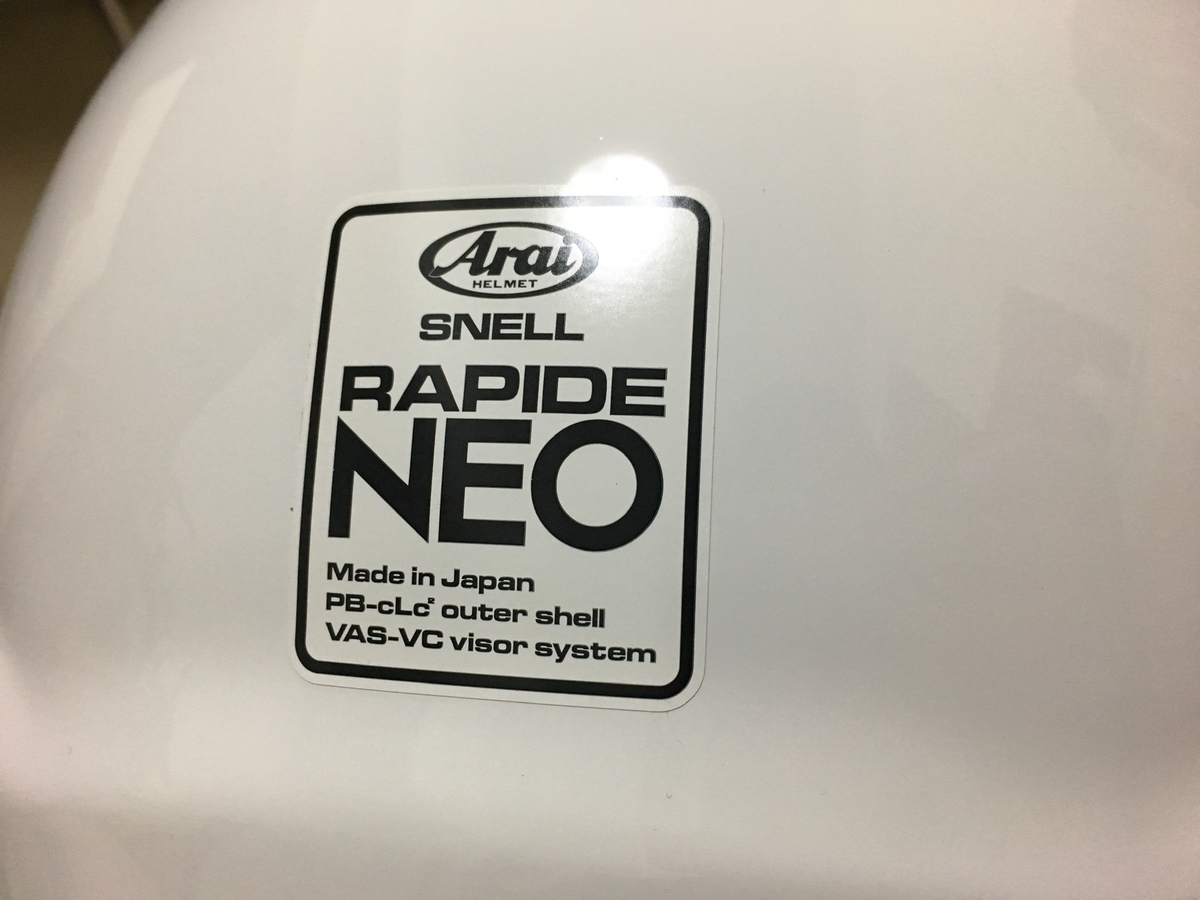 Arai
HELMET
SNELL
RAPIDE
NEO
Made in Japan
PB-cLc² outer shell
VAS-VC visor system